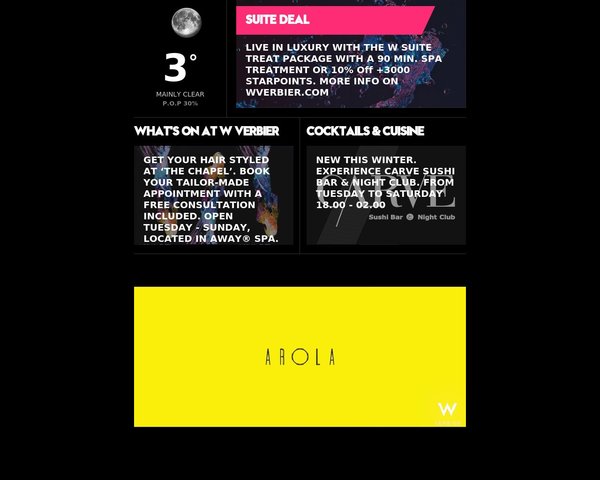 SUITE DEAL
LIVE IN LUXURY WITH THE W SUITE
TREAT PACKAGE WITH A 90 MIN. SPA
TREATMENT OR 10% Off +3000
STARPOINTS. MORE INFO ON
WVERBIER.COM
3°
MAINLY CLEAR
P.O.P 30%
WHAT'S ON AT W VERBIER
GET YOUR HAIR STYLED
AT ‘THE CHAPEL’. BOOK
YOUR TAILOR-MADE
APPOINTMENT WITH A
FREE CONSULTATION
INCLUDED. OPEN
TUESDAY - SUNDAY,
LOCATED IN AWAY® SPA.
COCKTAILS & CUISINE
NEW THIS WINTER.
EXPERIENCE CARVE SUSHI
BAR & NIGHT CLUB. FROM
TUESDAY TO SATURDAY
18.00 - 02.00
CARVE
Sushi Bar & Night Club
AROLA
W